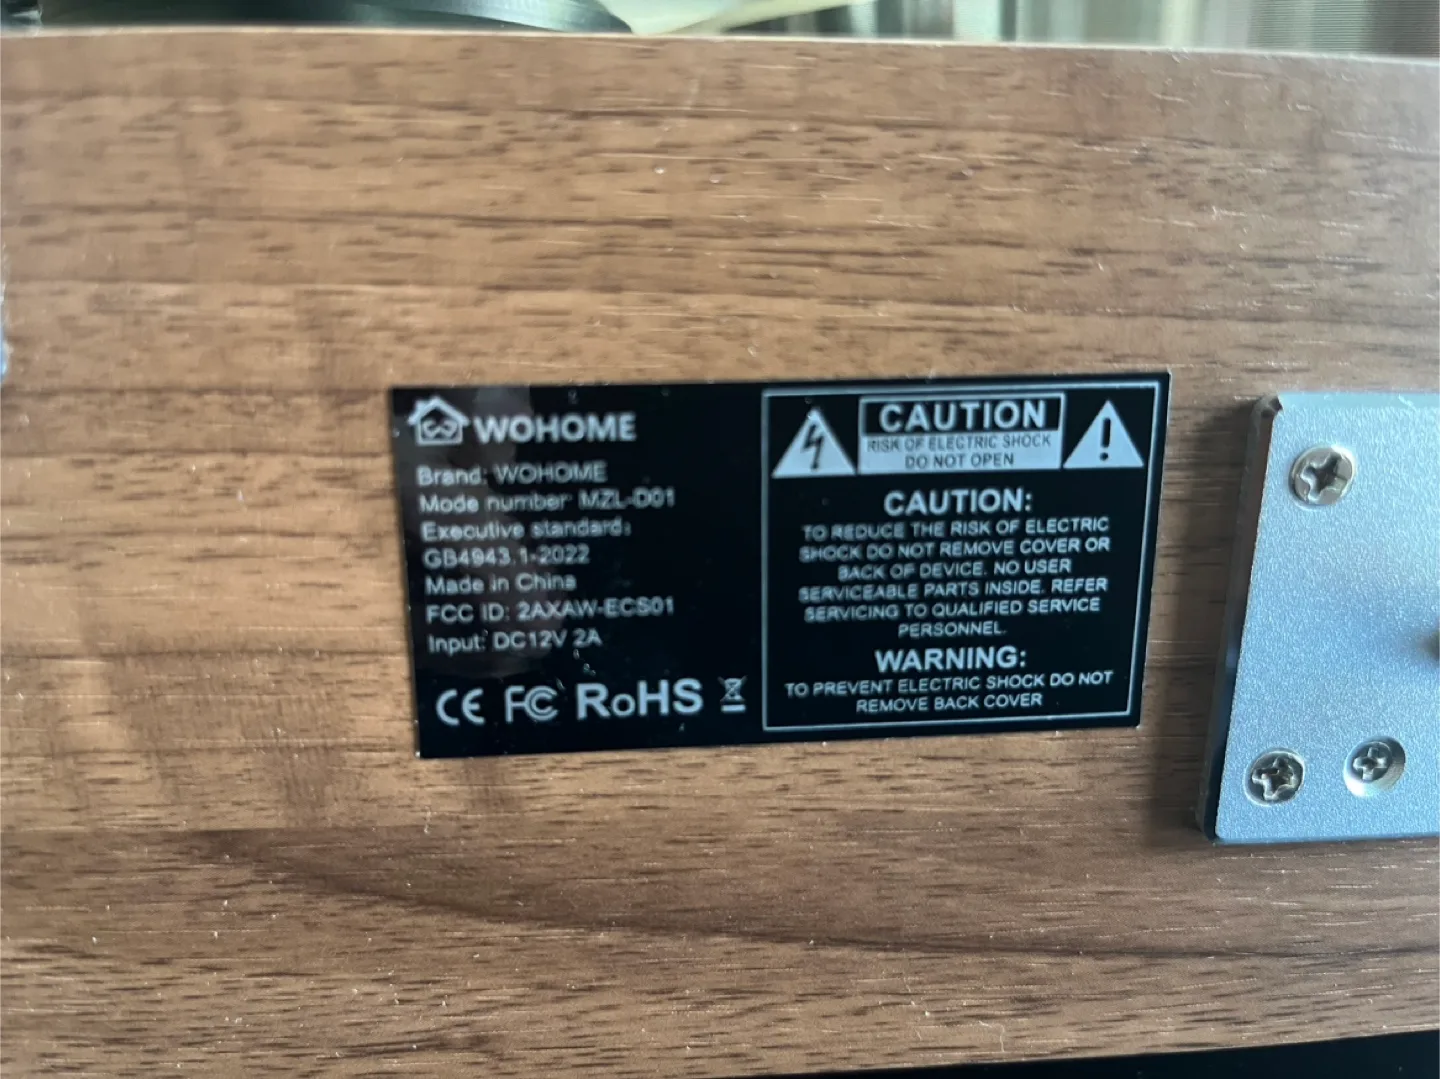 WOHOME
Brand: WOHOME
Mode number: MZL-D01
Executive standard:
GB4943.1-2022
Made in China
FCC ID: 2AXAW-ECS01
Input: DC12V 2A
CE FC RoHS
CAUTION
RISK OF ELECTRIC SHOCK
DO NOT OPEN
CAUTION:
TO REDUCE THE RISK OF ELECTRIC
SHOCK DO NOT REMOVE COVER OR
BACK OF DEVICE. NO USER
SERVICEABLE PARTS INSIDE. REFER
SERVICING TO QUALIFIED SERVICE
PERSONNEL.
WARNING:
TO PREVENT ELECTRIC SHOCK DO NOT
REMOVE BACK COVER